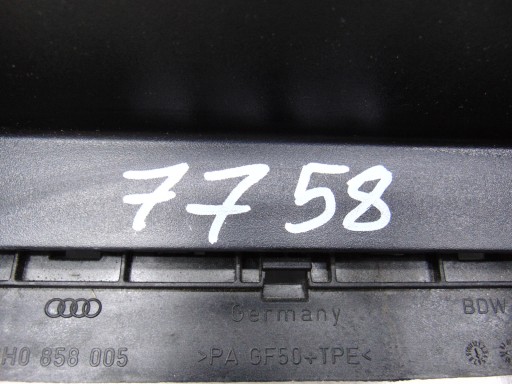 7758
Germany BDW
H0 858 005 >PA GF50+TPE<